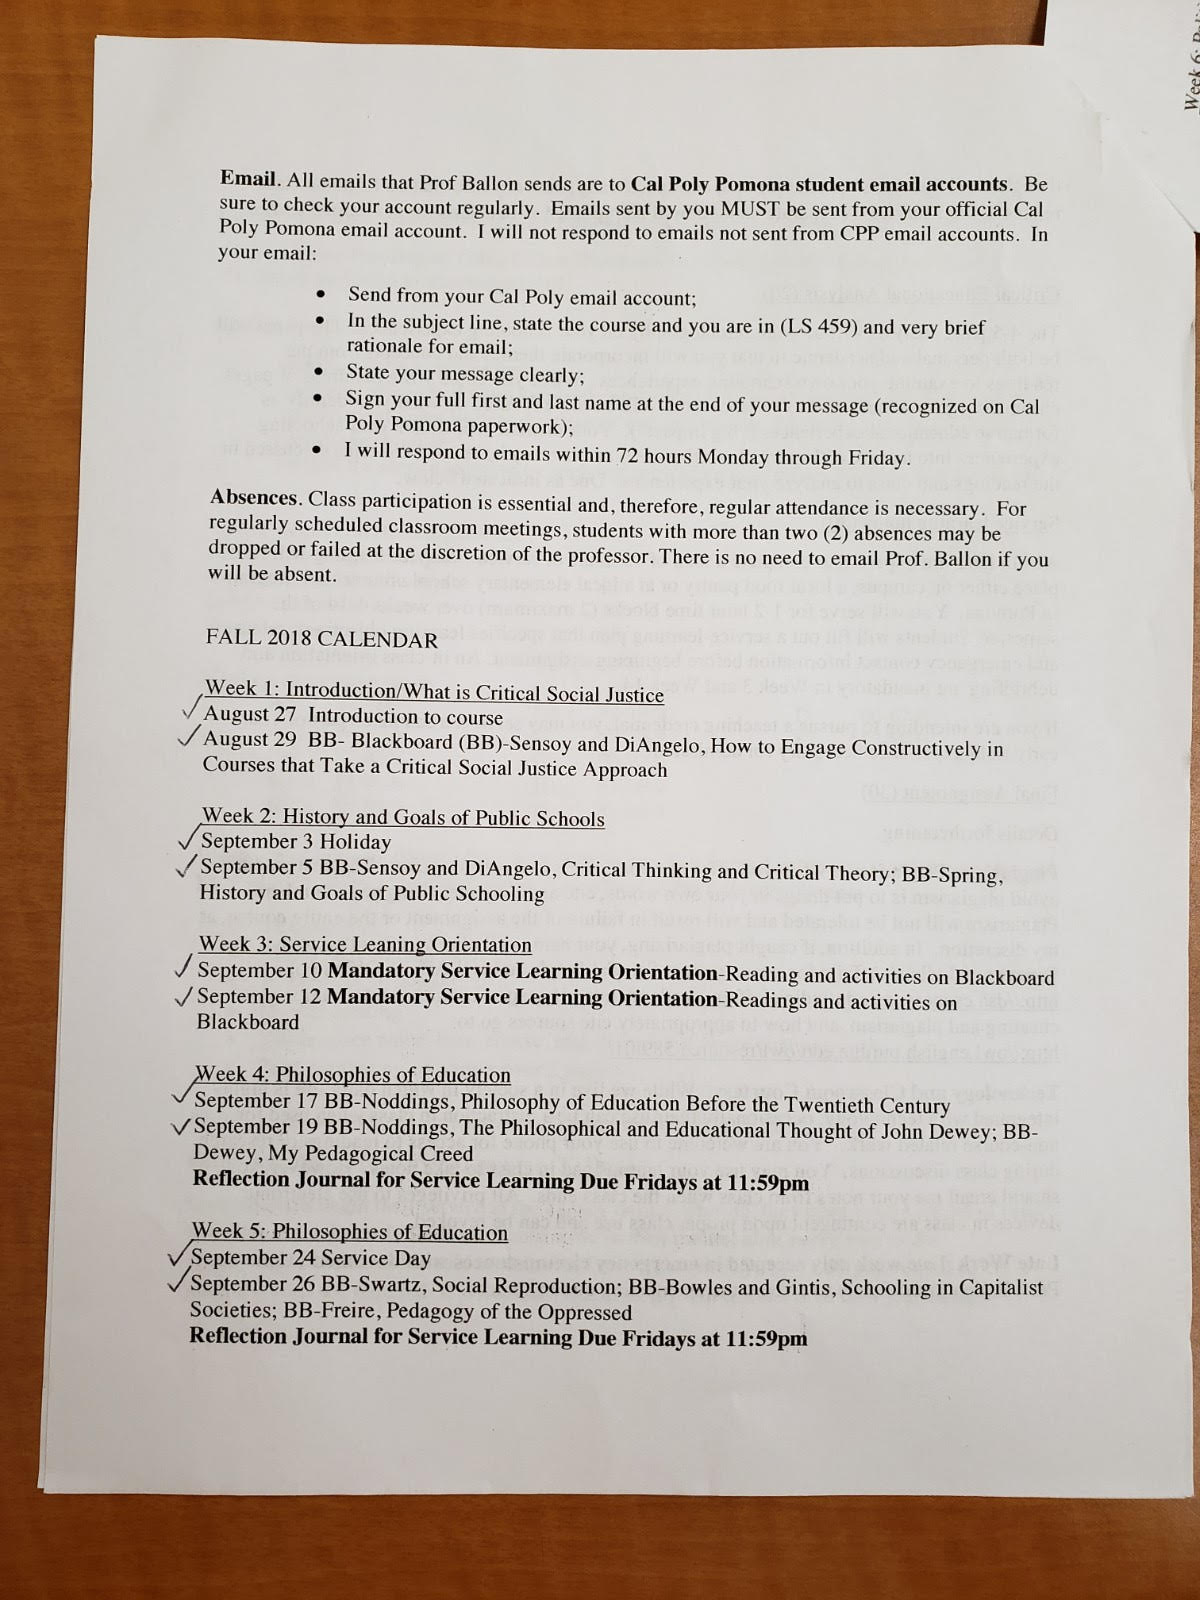 Week 6:
Email. All emails that Prof Ballon sends are to Cal Poly Pomona student email accounts. Be
sure to check your account regularly. Emails sent by you MUST be sent from your official Cal
Poly Pomona email account. I will not respond to emails not sent from CPP email accounts. In
your email:
• Send from your Cal Poly email account;
• In the subject line, state the course and you are in (LS 459) and very brief
rationale for email;
• State your message clearly;
• Sign your full first and last name at the end of your message (recognized on Cal
Poly Pomona paperwork);
• I will respond to emails within 72 hours Monday through Friday.
Absences. Class participation is essential and, therefore, regular attendance is necessary. For
regularly scheduled classroom meetings, students with more than two (2) absences may be
dropped or failed at the discretion of the professor. There is no need to email Prof. Ballon if you
will be absent.
FALL 2018 CALENDAR
Week 1: Introduction/What is Critical Social Justice
August 27 Introduction to course
August 29 BB- Blackboard (BB)-Sensoy and DiAngelo, How to Engage Constructively in
Courses that Take a Critical Social Justice Approach
Week 2: History and Goals of Public Schools
September 3 Holiday
September 5 BB-Sensoy and DiAngelo, Critical Thinking and Critical Theory; BB-Spring,
History and Goals of Public Schooling
Week 3: Service Leaning Orientation
September 10 Mandatory Service Learning Orientation-Reading and activities on Blackboard
September 12 Mandatory Service Learning Orientation-Readings and activities on
Blackboard
Week 4: Philosophies of Education
September 17 BB-Noddings, Philosophy of Education Before the Twentieth Century
September 19 BB-Noddings, The Philosophical and Educational Thought of John Dewey; BB-
Dewey, My Pedagogical Creed
Reflection Journal for Service Learning Due Fridays at 11:59pm
Week 5: Philosophies of Education
September 24 Service Day
September 26 BB-Swartz, Social Reproduction; BB-Bowles and Gintis, Schooling in Capitalist
Societies; BB-Freire, Pedagogy of the Oppressed
Reflection Journal for Service Learning Due Fridays at 11:59pm